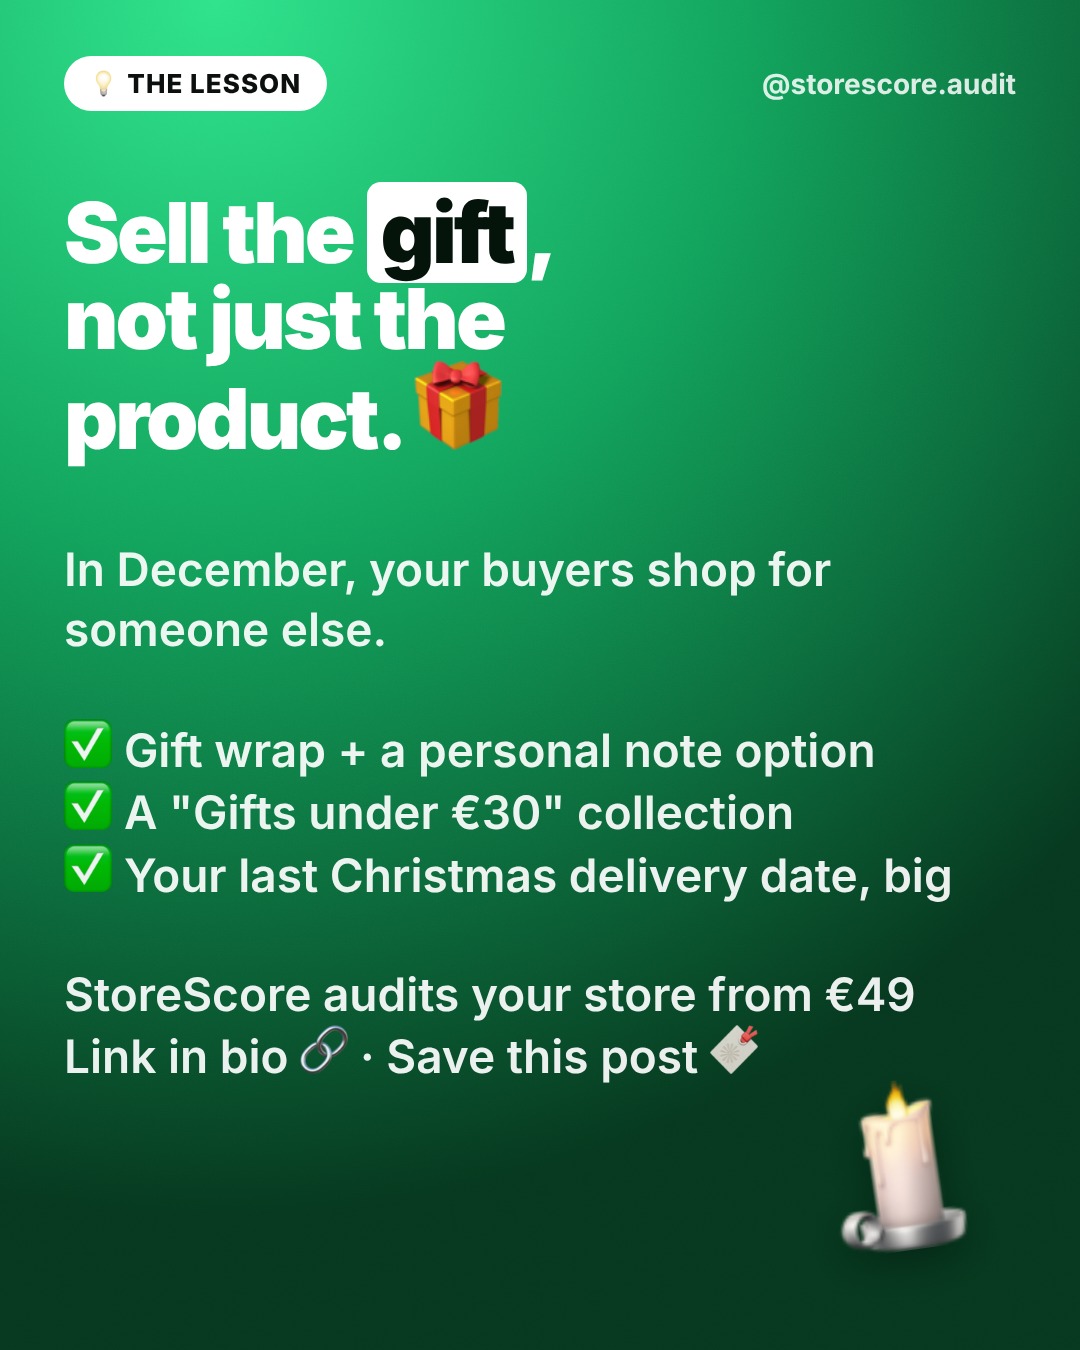 💡 THE LESSON
@storescore.audit
Sell the gift,
not just the
product. 🎁
In December, your buyers shop for
someone else.
✅ Gift wrap + a personal note option
✅ A "Gifts under €30" collection
✅ Your last Christmas delivery date, big
StoreScore audits your store from €49
Link in bio 🔗 · Save this post 🔖